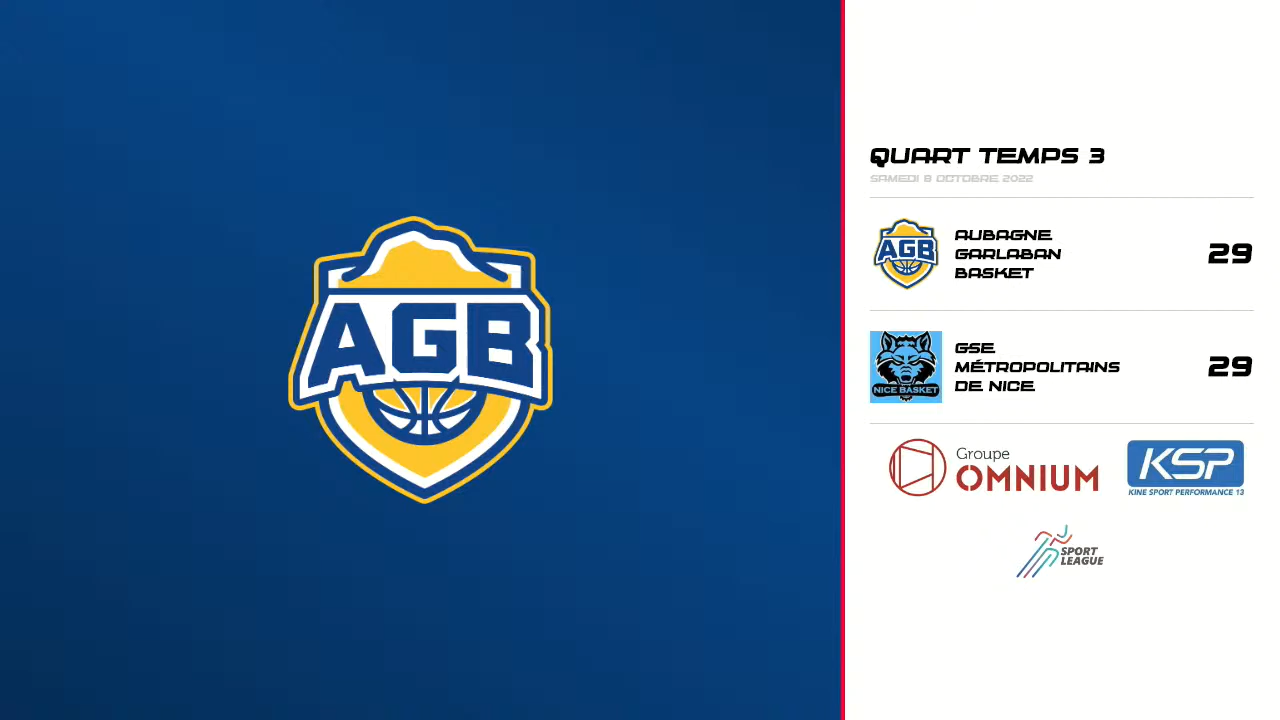 AGB
QUART TEMPS 3
SAMEDI 8 OCTOBRE 2022
AGB
AUBAGNE
GARLABAN
BASKET
29
NICE BASKET
GSE
MÉTROPOLITAINS
DE NICE
29
Groupe
OMNIUM
KSP
KINE SPORT PERFORMANCE 13
SPORT
LEAGUE